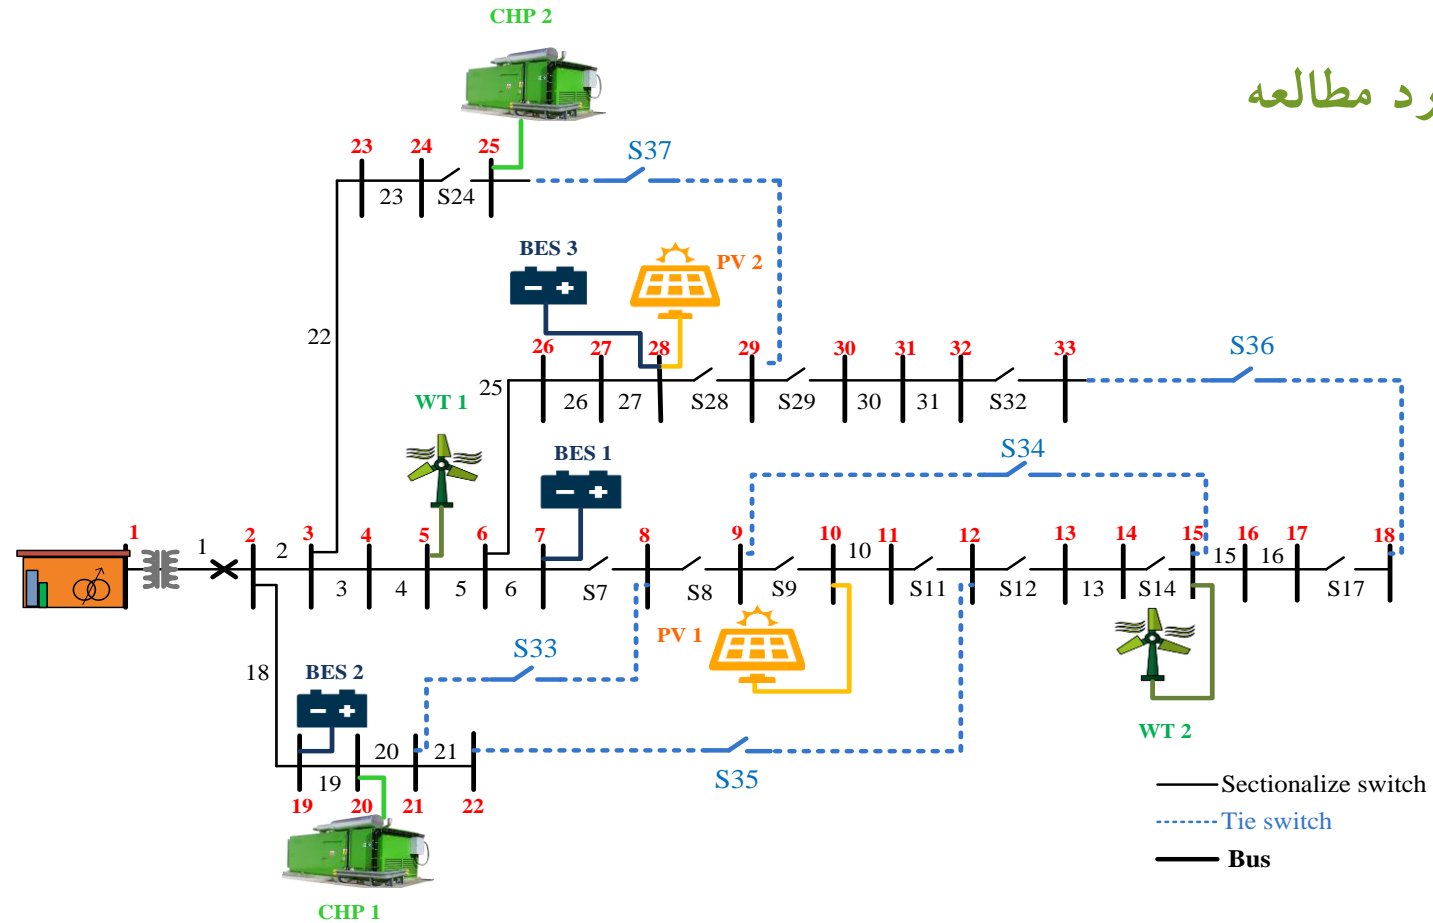 CHP 2
رد مطالعه
23 24 25 S37
23 S24
BES 3 PV 2
22
26 27 28 29 30 31 32 33 S36
25 26 27 S28 S29 30 31 S32
WT 1
BES 1 S34
1 2 3 4 5 6 7 8 9 10 11 12 13 14 15 16 17 18
1 2 3 4 5 6 S7 S8 S9 10 S11 S12 13 S14 15 16 S17
PV 1
S33
18 BES 2
WT 2
20 21
19 S35
19 20 21 22
Sectionalize switch
Tie switch
Bus
CHP 1